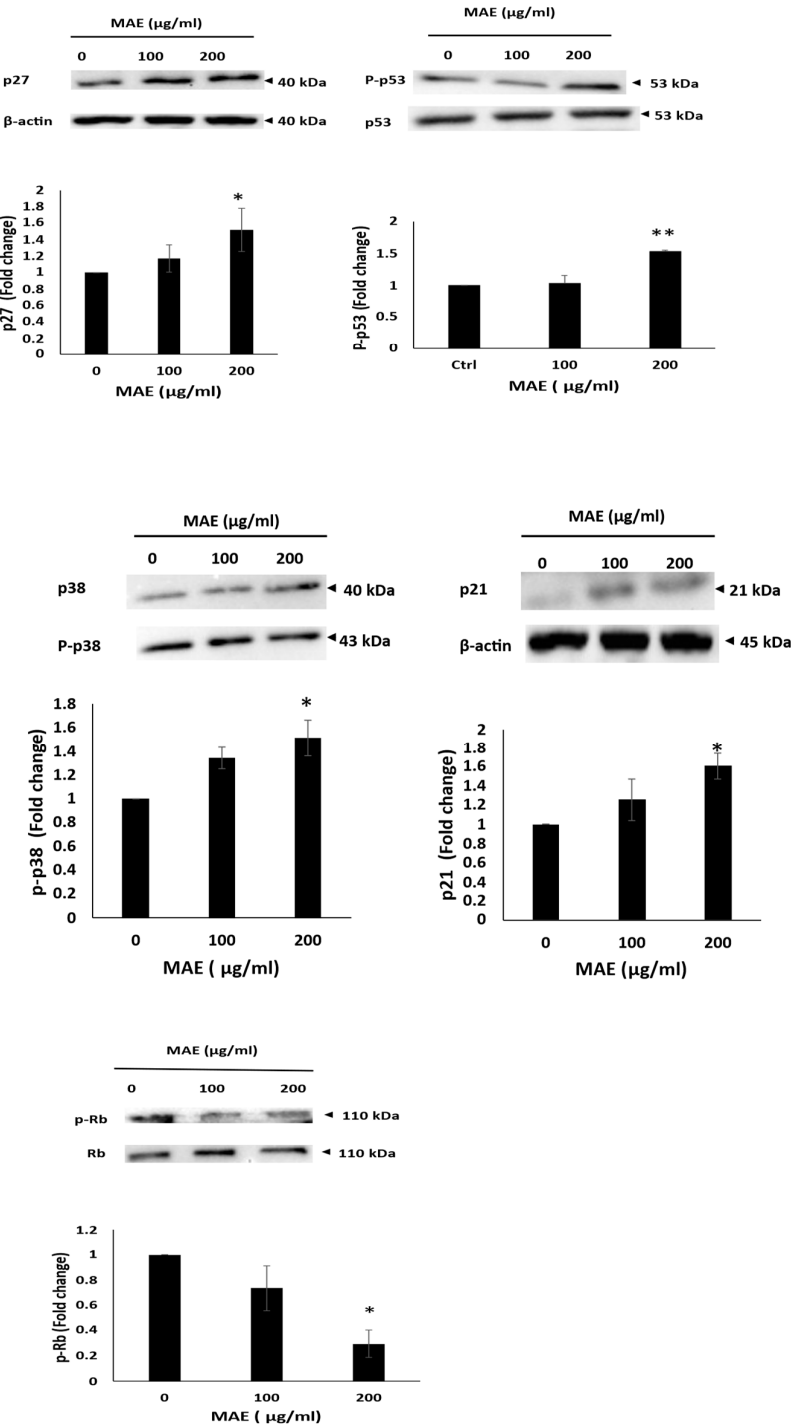 MAE (µg/ml)
0 100 200
p27 40 kDa
β-actin 40 kDa
2
1.8
1.6
1.4
1.2
1
0.8
0.6
0.4
0.2
0
p27 (Fold change)
*
0 100 200
MAE (µg/ml)
MAE (µg/ml)
0 100 200
P-p53 53 kDa
p53 53 kDa
2
1.5
1
0.5
0
P-p53 (Fold change)
**
Ctrl 100 200
MAE ( µg/ml)
MAE (µg/ml)
0 100 200
p38 40 kDa
P-p38 43 kDa
1.8
1.6
1.4
1.2
1
0.8
0.6
0.4
0.2
0
p-p38 (Fold change)
*
0 100 200
MAE ( µg/ml)
MAE (µg/ml)
0 100 200
p21 21 kDa
β-actin 45 kDa
2
1.8
1.6
1.4
1.2
1
0.8
0.6
0.4
0.2
0
p21 (Fold change)
*
0 100 200
MAE (µg/ml)
MAE (µg/ml)
0 100 200
p-Rb 110 kDa
Rb 110 kDa
1.2
1
0.8
0.6
0.4
0.2
0
p-Rb (Fold change)
*
0 100 200
MAE ( µg/ml)